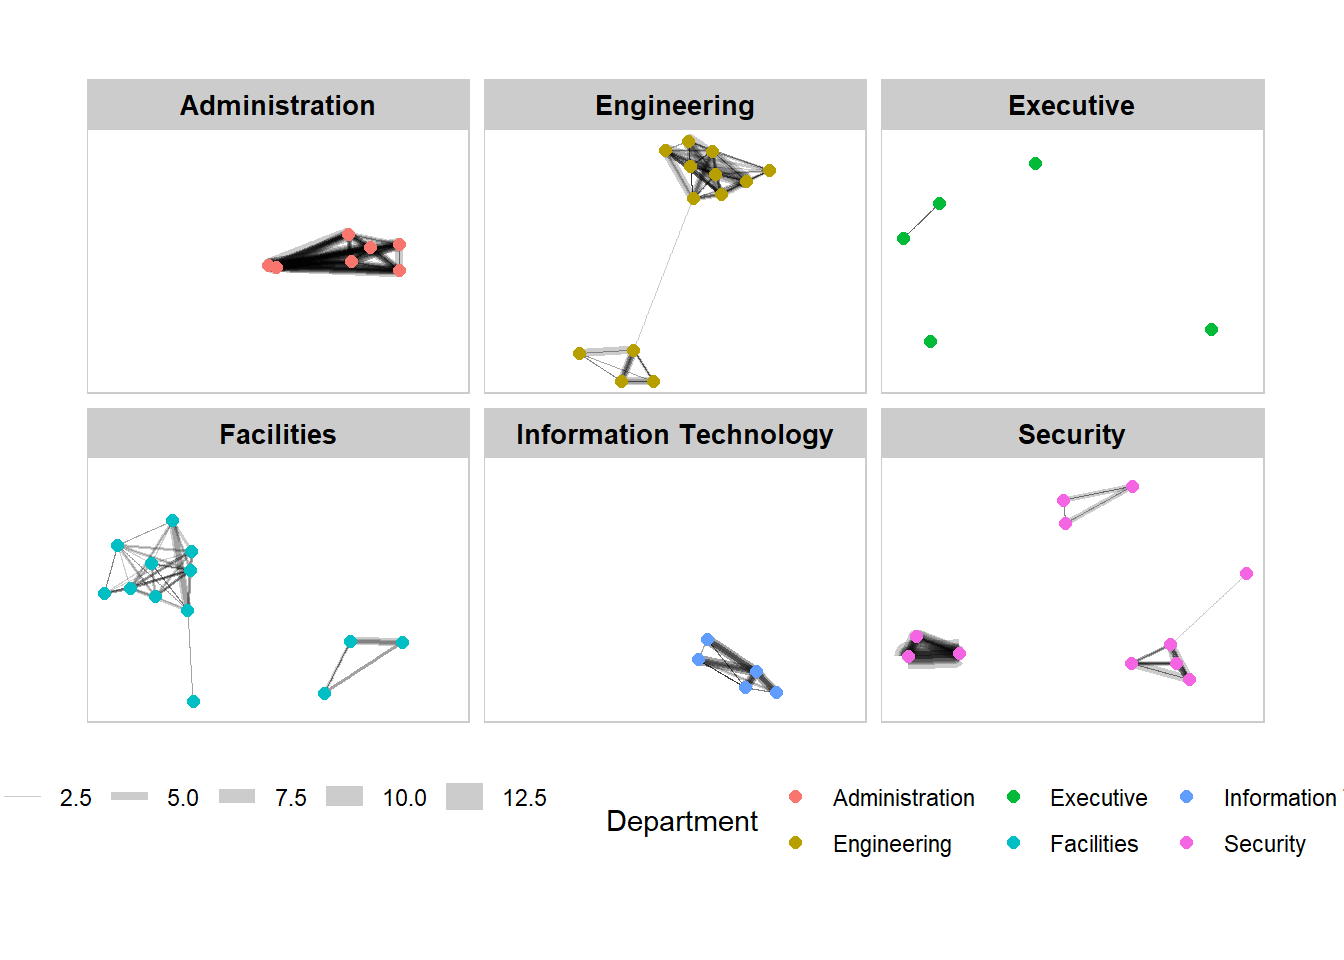 Administration
Engineering
Executive
Facilities
Information Technology
Security
2.5
5.0
7.5
10.0
12.5
Department
Administration
Executive
Information
Engineering
Facilities
Security